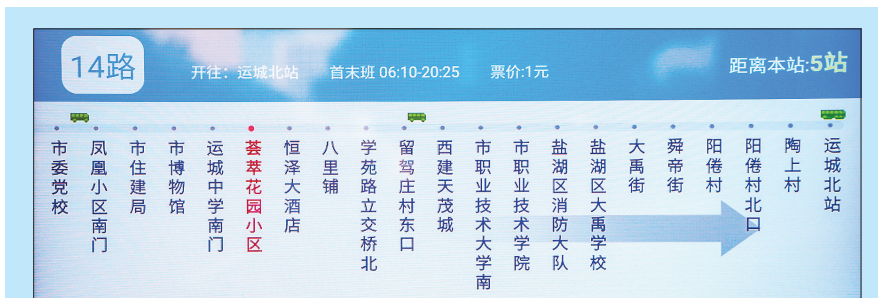 14路
开往：运城北站 首末班 06:10-20:25 票价:1元
距离本站:5站
市委党校
凤凰小区南门
市住建局
市博物馆
运城中学南门
荟萃花园小区
恒泽大酒店
八里铺
学苑路立交桥北
留驾庄村东口
西建天茂城
市职业技术大学南
市职业技术学院
盐湖区消防大队
盐湖区大禹学校
大禹街
舜帝街
阳倦村
阳倦村北口
陶上村
运城北站